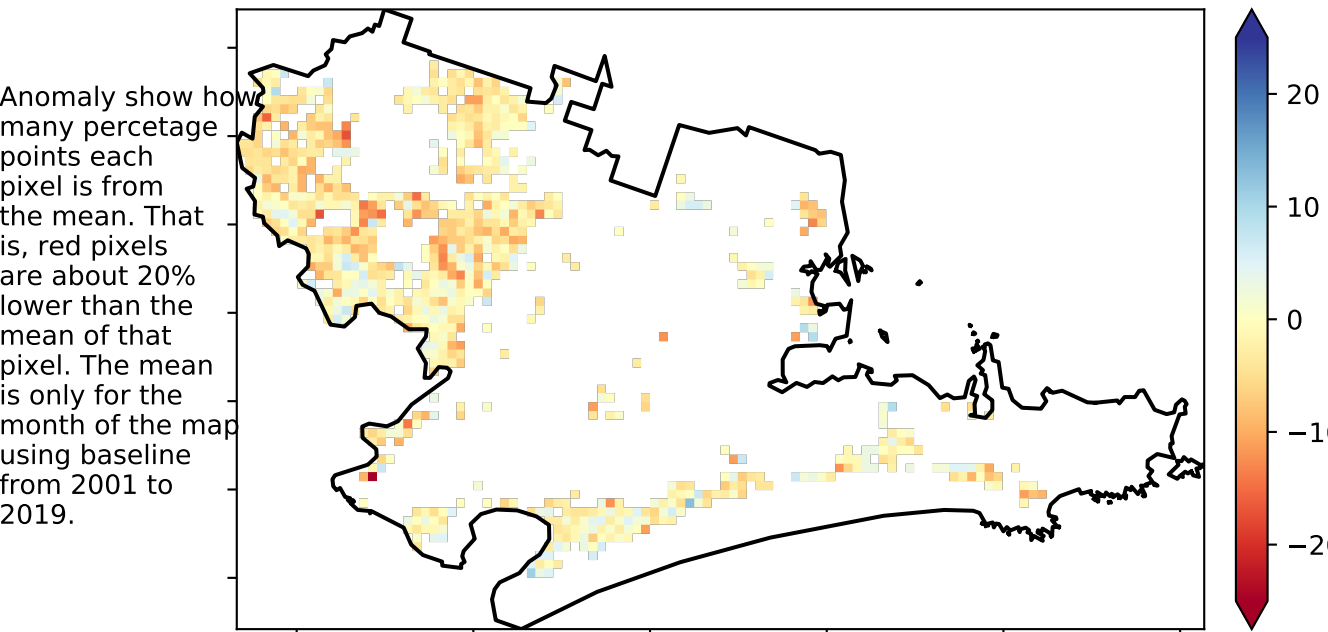 Anomaly show how
many percetage
points each
pixel is from
the mean. That
is, red pixels
are about 20%
lower than the
mean of that
pixel. The mean
is only for the
month of the map
using baseline
from 2001 to
2019.
20
10
0
−10
−20